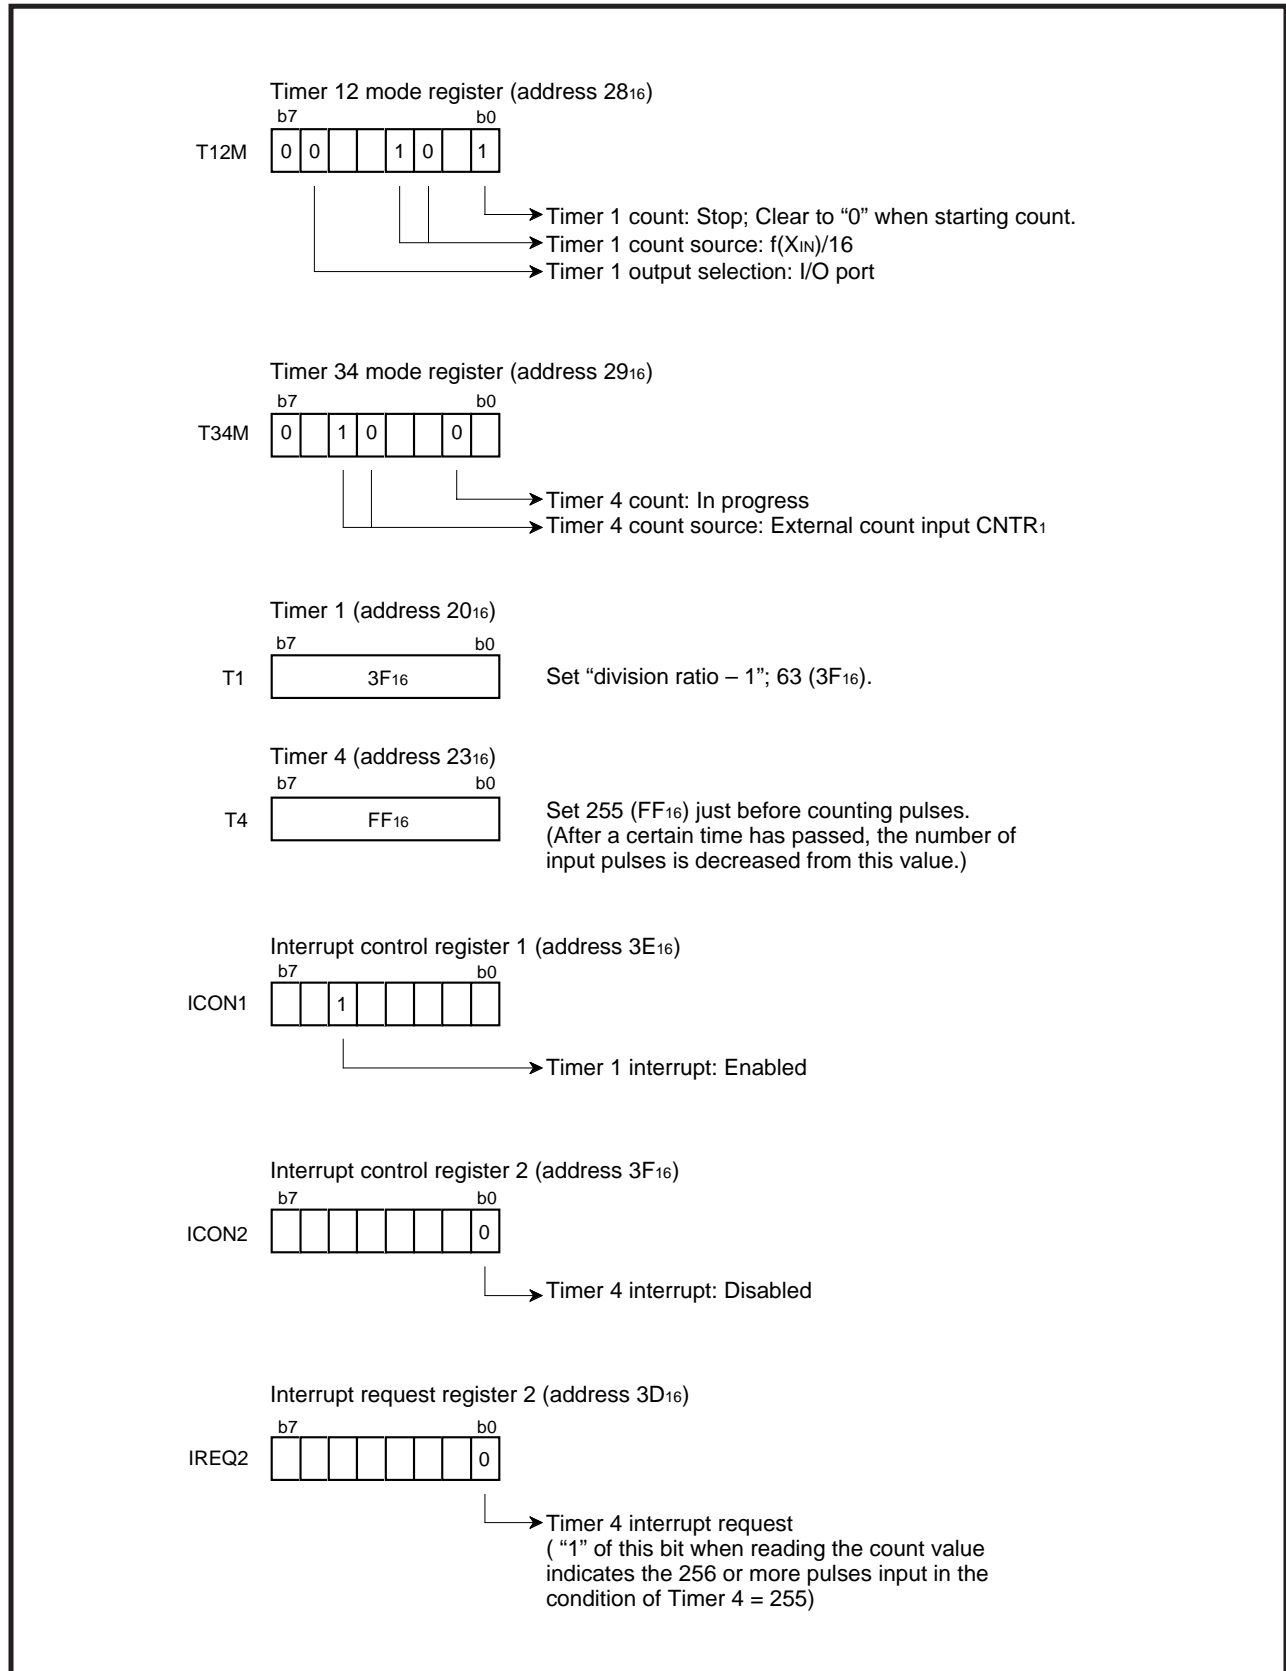 Timer 12 mode register (address 28₁₆)
b7 b0
T12M 0 0 1 0 1
Timer 1 count: Stop; Clear to “0” when starting count.
Timer 1 count source: f(XIN)/16
Timer 1 output selection: I/O port
Timer 34 mode register (address 29₁₆)
b7 b0
T34M 0 1 0 0
Timer 4 count: In progress
Timer 4 count source: External count input CNTR₁
Timer 1 (address 20₁₆)
b7 b0
T1 3F₁₆ Set “division ratio – 1”; 63 (3F₁₆).
Timer 4 (address 23₁₆)
b7 b0
T4 FF₁₆ Set 255 (FF₁₆) just before counting pulses.
(After a certain time has passed, the number of
input pulses is decreased from this value.)
Interrupt control register 1 (address 3E₁₆)
b7 b0
ICON1 1
Timer 1 interrupt: Enabled
Interrupt control register 2 (address 3F₁₆)
b7 b0
ICON2 0
Timer 4 interrupt: Disabled
Interrupt request register 2 (address 3D₁₆)
b7 b0
IREQ2 0
Timer 4 interrupt request
( “1” of this bit when reading the count value
indicates the 256 or more pulses input in the
condition of Timer 4 = 255)